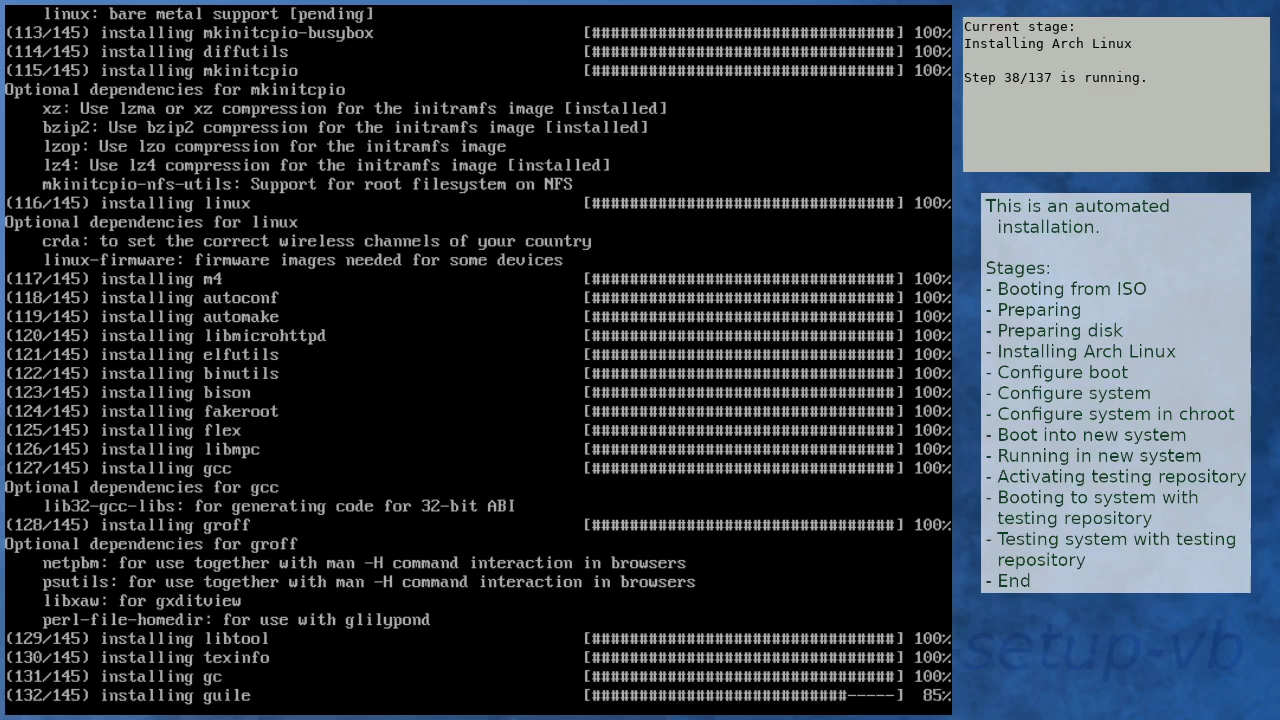 linux: bare metal support [pending]
(113/145) installing mkinitcpio-busybox [################################] 100%
(114/145) installing diffutils [################################] 100%
(115/145) installing mkinitcpio [################################] 100%
Optional dependencies for mkinitcpio
xz: Use lzma or xz compression for the initramfs image [installed]
bzip2: Use bzip2 compression for the initramfs image [installed]
lzop: Use lzo compression for the initramfs image
lz4: Use lz4 compression for the initramfs image [installed]
mkinitcpio-nfs-utils: Support for root filesystem on NFS
(116/145) installing linux [################################] 100%
Optional dependencies for linux
crda: to set the correct wireless channels of your country
linux-firmware: firmware images needed for some devices
(117/145) installing m4 [################################] 100%
(118/145) installing autoconf [################################] 100%
(119/145) installing automake [################################] 100%
(120/145) installing libmicrohttpd [################################] 100%
(121/145) installing elfutils [################################] 100%
(122/145) installing binutils [################################] 100%
(123/145) installing bison [################################] 100%
(124/145) installing fakeroot [################################] 100%
(125/145) installing flex [################################] 100%
(126/145) installing libmpc [################################] 100%
(127/145) installing gcc [################################] 100%
Optional dependencies for gcc
lib32-gcc-libs: for generating code for 32-bit ABI
(128/145) installing groff [################################] 100%
Optional dependencies for groff
netpbm: for use together with man -H command interaction in browsers
psutils: for use together with man -H command interaction in browsers
libxaw: for gxditview
perl-file-homedir: for use with glilypond
(129/145) installing libtool [################################] 100%
(130/145) installing texinfo [################################] 100%
(131/145) installing gc [################################] 100%
(132/145) installing guile [###########################-----] 85%
Current stage:
Installing Arch Linux
Step 38/137 is running.
This is an automated
installation.
Stages:
- Booting from ISO
- Preparing
- Preparing disk
- Installing Arch Linux
- Configure boot
- Configure system
- Configure system in chroot
- Boot into new system
- Running in new system
- Activating testing repository
- Booting to system with
testing repository
- Testing system with testing
repository
- End
setup-vb